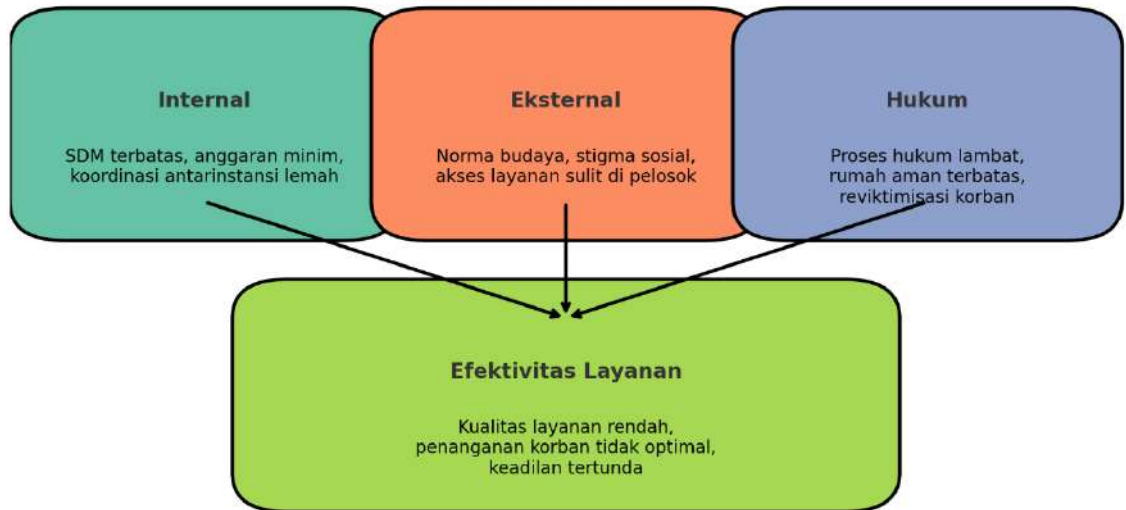 Internal
SDM terbatas, anggaran minim,
koordinasi antarinstansi lemah
Eksternal
Norma budaya, stigma sosial,
akses layanan sulit di pelosok
Hukum
Proses hukum lambat,
rumah aman terbatas,
reviktimisasi korban
Efektivitas Layanan
Kualitas layanan rendah,
penanganan korban tidak optimal,
keadilan tertunda